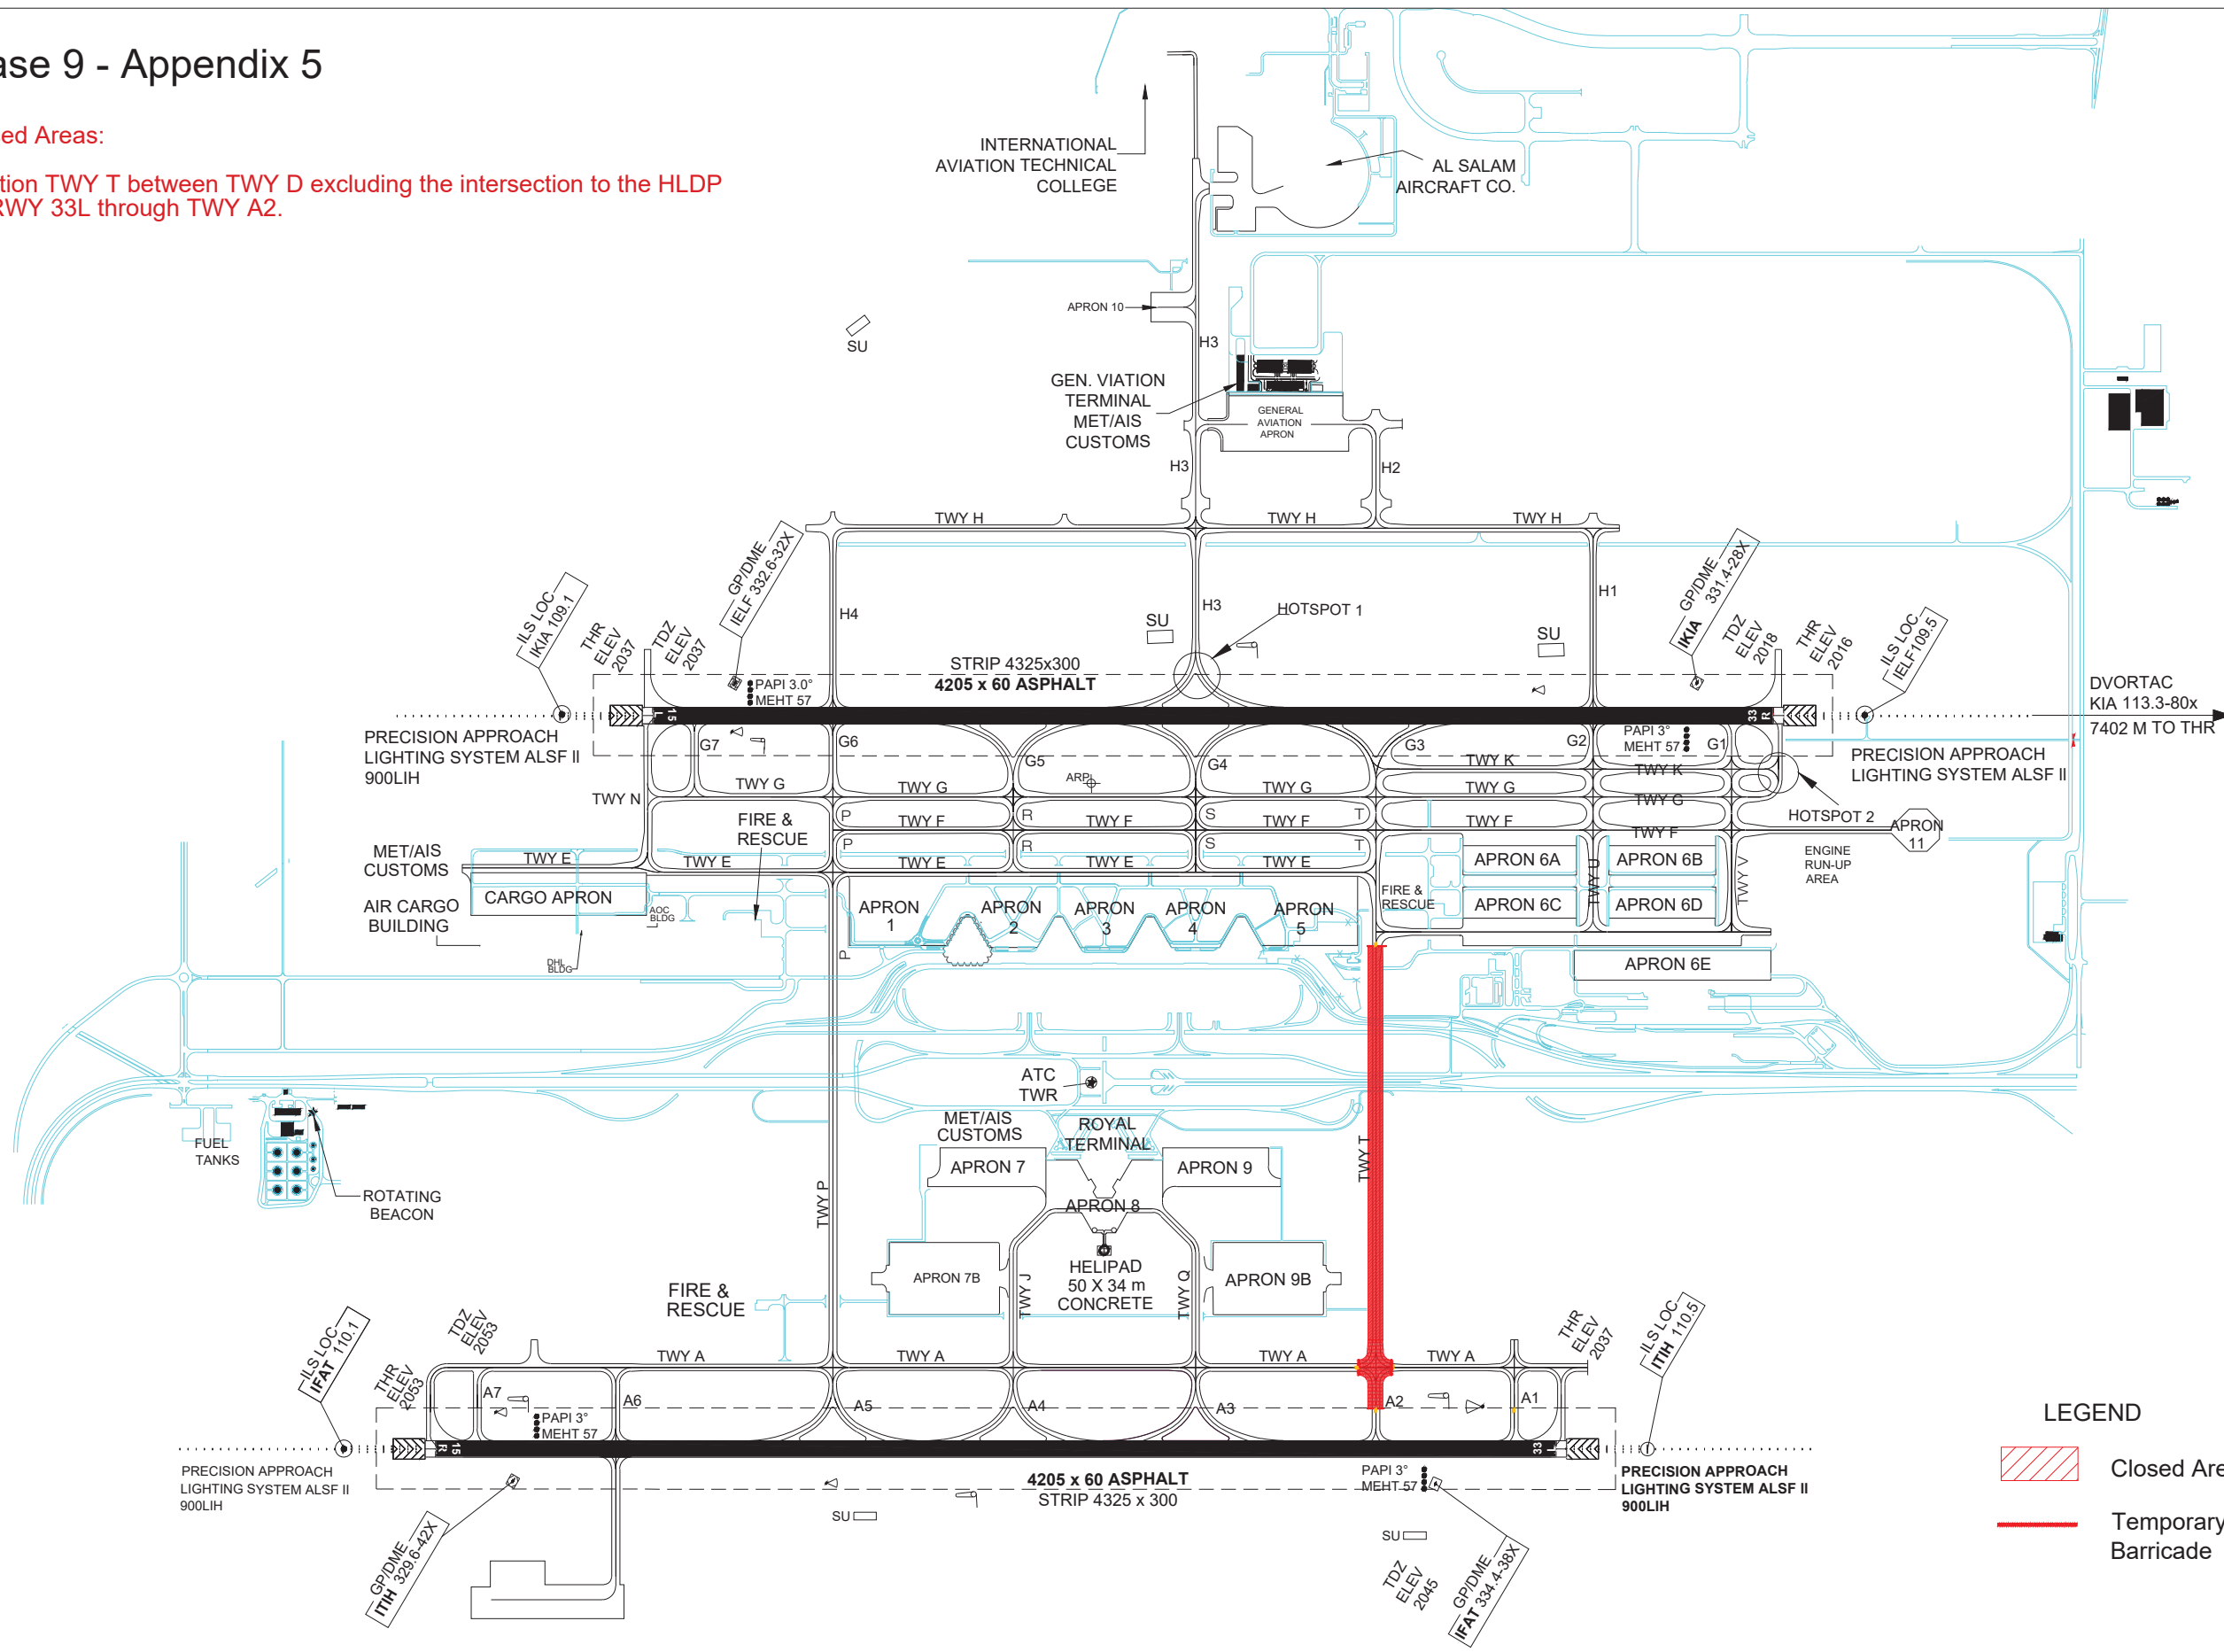 ase 9 - Appendix 5
ed Areas:
tion TWY T between TWY D excluding the intersection to the HLDP
RWY 33L through TWY A2.
INTERNATIONAL
AVIATION TECHNICAL
COLLEGE
AL SALAM
AIRCRAFT CO.
APRON 10
SU
H3
GEN. VIATION
TERMINAL
MET/AIS
CUSTOMS
GENERAL
AVIATION
APRON
H3
H2
TWY H
TWY H
TWY H
ILS LOC
IKIA 109.1
THR
ELEV
2037
TDZ
ELEV
2037
GP/DME
IELF 332.6-32X
H4
H3
HOTSPOT 1
SU
SU
H1
GP/DME
331.4-28X
IKIA
TDZ
ELEV
2018
THR
ELEV
2016
ILS LOC
IELF109.5
STRIP 4325x300
4205 x 60 ASPHALT
PAPI 3.0°
MEHT 57
15
L
33
R
DVORTAC
KIA 113.3-80x
7402 M TO THR
PRECISION APPROACH
LIGHTING SYSTEM ALSF II
900LIH
G7
G6
G5
G4
G3
G2
PAPI 3°
MEHT 57
G1
PRECISION APPROACH
LIGHTING SYSTEM ALSF II
TWY K
TWY K
ARP
TWY N
TWY G
TWY G
TWY G
TWY G
TWY G
HOTSPOT 2
FIRE &
RESCUE
P
TWY F
R
TWY F
S
TWY F
T
TWY F
TWY F
APRON
11
MET/AIS
CUSTOMS
TWY E
TWY E
P
TWY E
R
TWY E
S
TWY E
T
APRON 6A
TWY U
APRON 6B
TWY V
ENGINE
RUN-UP
AREA
CARGO APRON
AIR CARGO
BUILDING
AOC
BLDG
DHL
BLDG
APRON
1
APRON
2
APRON
3
APRON
4
APRON
5
FIRE &
RESCUE
APRON 6C
APRON 6D
P
APRON 6E
ATC
TWR
FUEL
TANKS
ROTATING
BEACON
MET/AIS
CUSTOMS
ROYAL
TERMINAL
APRON 7
APRON 9
APRON 8
TWY P
TWY T
APRON 7B
TWY J
HELIPAD
50 X 34 m
CONCRETE
TWY Q
APRON 9B
FIRE &
RESCUE
ILS LOC
IFAT 110.1
THR
ELEV
2053
TDZ
ELEV
2053
TWY A
TWY A
TWY A
TWY A
THR
ELEV
2037
ILS LOC
ITIH 110.5
A7
A6
A5
A4
A3
A2
A1
PAPI 3°
MEHT 57
15
R
33
L
PRECISION APPROACH
LIGHTING SYSTEM ALSF II
900LIH
4205 x 60 ASPHALT
STRIP 4325 x 300
PAPI 3°
MEHT 57
PRECISION APPROACH
LIGHTING SYSTEM ALSF II
900LIH
GP/DME
ITIH 329.6-42X
SU
SU
TDZ
ELEV
2045
GP/DME
IFAT 334.4-38X
LEGEND
Closed Are
Temporary
Barricade